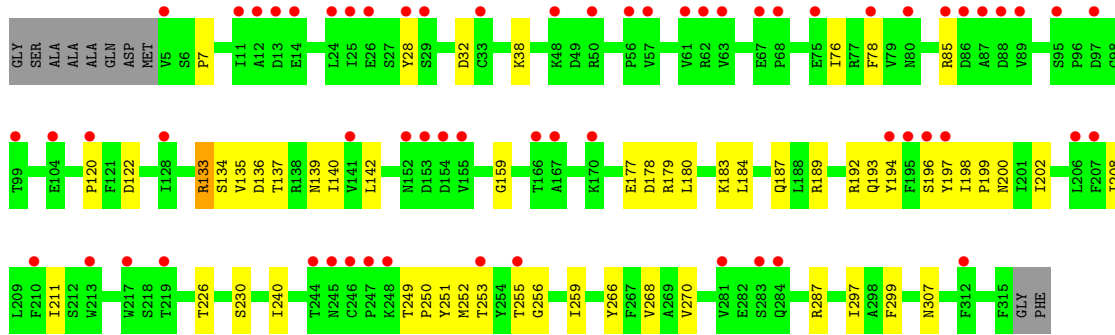 GLY SER ALA ALA ALA GLN ASP MET V5 S6 P7 I11 A12 D13 E14 L24 I25 E26 S27 Y28 S29 D32 C33 K38 K48 D49 R50 P56 V57 V61 R62 V63 E67 P68 E75 I76 R77 F78 V79 N80 R85 D86 A87 D88 V89 S95 P96 D97 C98
T99 E104 P120 F121 D122 I128 R133 S134 V135 D136 T137 R138 N139 I140 V141 L142 N152 D153 D154 V155 G159 T166 A167 K170 E177 D178 R179 L180 K183 L184 Q187 L188 R189 R192 Q193 Y194 F195 S196 Y197 I198 P199 N200 I201 I202 L206 F207 I208
L209 F210 I211 S212 W213 W217 S218 T219 T226 S230 I240 T244 N245 C246 P247 K248 T249 P250 Y251 M252 T253 Y254 T255 G256 I259 Y266 F267 V268 A269 V270 V281 E282 S283 Q284 R287 I297 A298 F299 N307 F312 F315 GLY PHE